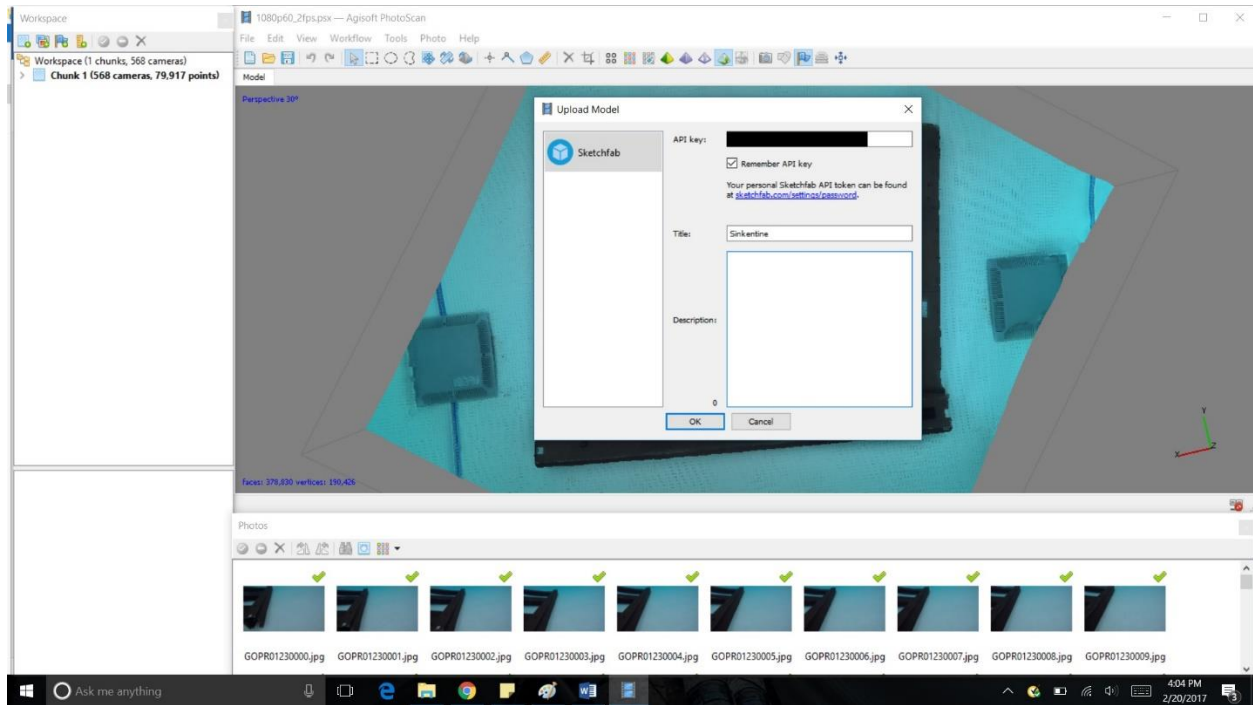 Workspace
Workspace (1 chunks, 568 cameras)
Chunk 1 (568 cameras, 79,917 points)
1080p60_2fps.psx — Agisoft PhotoScan
File Edit View Workflow Tools Photo Help
Model
Perspective 30°
Upload Model
Sketchfab
API key:
Remember API key
Your personal Sketchfab API token can be found
at sketchfab.com/settings/password.
Title: Sinkentine
Description:
0
OK Cancel
Y
X Z
faces: 378,830 vertices: 190,426
Photos
GOPR01230000.jpg GOPR01230001.jpg GOPR01230002.jpg GOPR01230003.jpg GOPR01230004.jpg GOPR01230005.jpg GOPR01230006.jpg GOPR01230007.jpg GOPR01230008.jpg GOPR01230009.jpg
Ask me anything
4:04 PM
2/20/2017
3